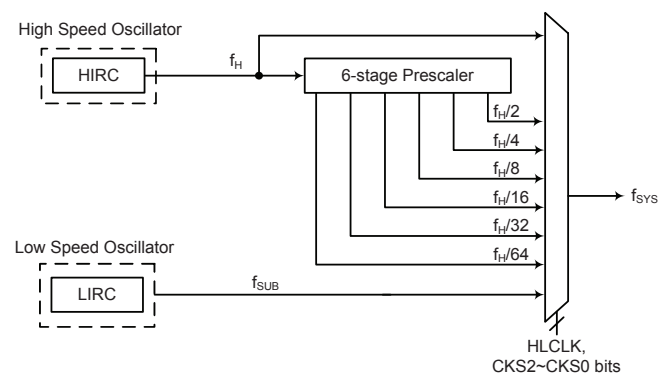 High Speed Oscillator
HIRC
fH
6-stage Prescaler
fH/2
fH/4
fH/8
fH/16
fH/32
fH/64
fSYS
Low Speed Oscillator
LIRC
fSUB
HLCLK,
CKS2~CKS0 bits